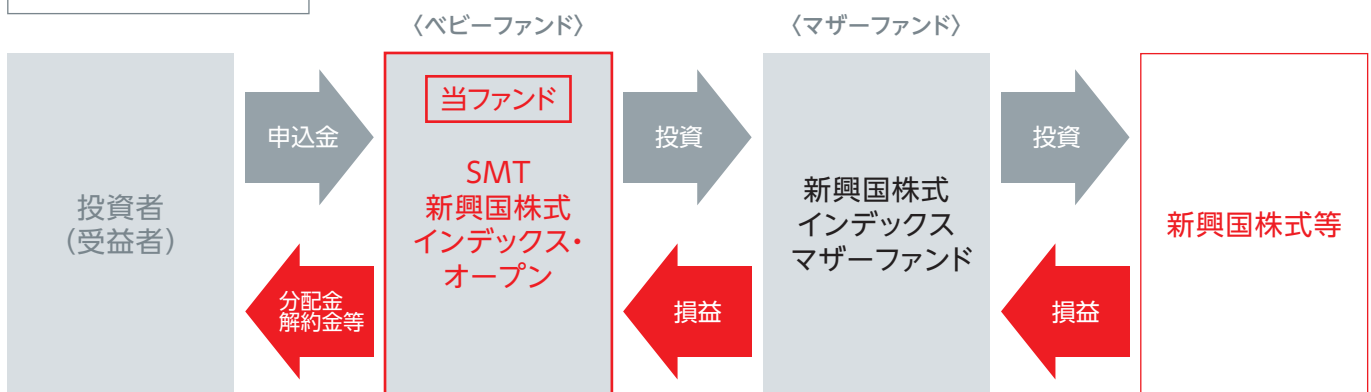 〈ベビーファンド〉
〈マザーファンド〉
投資者
(受益者)
申込金
分配金
解約金等
当ファンド
SMT
新興国株式
インデックス・
オープン
投資
損益
新興国株式
インデックス
マザーファンド
投資
損益
新興国株式等